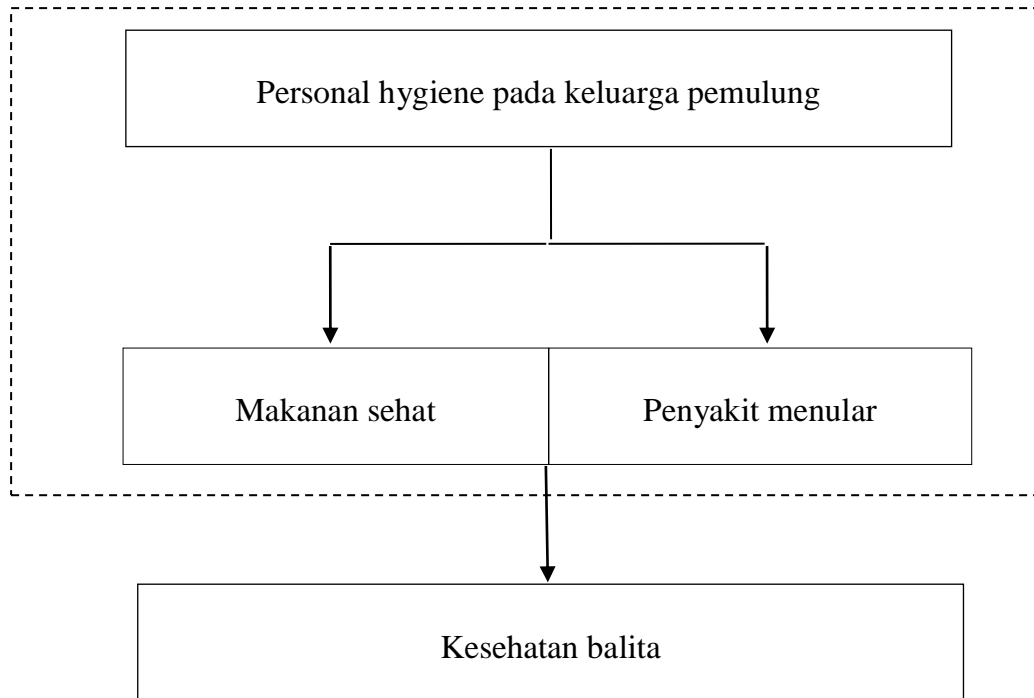 Personal hygiene pada keluarga pemulung
Makanan sehat
Penyakit menular
Kesehatan balita